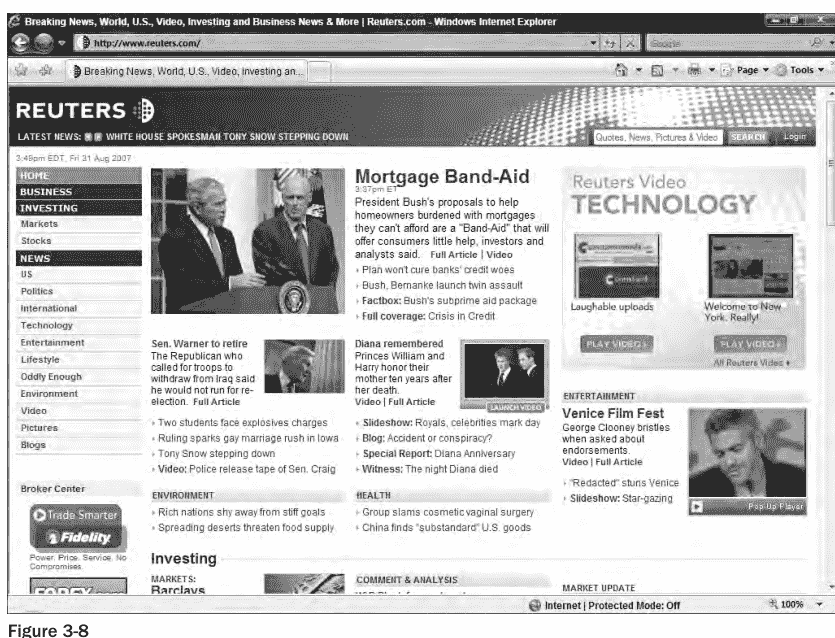 Breaking News, World, U.S., Video, Investing and Business News & More | Reuters.com - Windows Internet Explorer
http://www.reuters.com/
Google
Breaking News, World, U.S., Video, Investing an...
Page
Tools
REUTERS
LATEST NEWS: WHITE HOUSE SPOKESMAN TONY SNOW STEPPING DOWN
Quotes, News, Pictures & Video
SEARCH
Login
3:49pm EDT, Fri 31 Aug 2007
HOME
BUSINESS
INVESTING
Markets
Stocks
NEWS
US
Politics
International
Technology
Entertainment
Lifestyle
Oddly Enough
Environment
Video
Pictures
Blogs
Broker Center
Trade Smarter
Fidelity
Power. Price. Service. No
Compromises.
Mortgage Band-Aid
3:37pm ET
President Bush's proposals to help
homeowners burdened with mortgages
they can't afford are a "Band-Aid" that will
offer consumers little help, investors and
analysts said. Full Article | Video
Plan won't cure banks' credit woes
Bush, Bernanke launch twin assault
Factbox: Bush's subprime aid package
Full coverage: Crisis in Credit
Sen. Warner to retire
The Republican who
called for troops to
withdraw from Iraq said
he would not run for re-
election. Full Article
Two students face explosives charges
Ruling sparks gay marriage rush in Iowa
Tony Snow stepping down
Video: Police release tape of Sen. Craig
Diana remembered
Princes William and
Harry honor their
mother ten years after
her death.
Video | Full Article
LAUNCH VIDEO
Slideshow: Royals, celebrities mark day
Blog: Accident or conspiracy?
Special Report: Diana Anniversary
Witness: The night Diana died
ENVIRONMENT
Rich nations shy away from stiff goals
Spreading deserts threaten food supply
HEALTH
Group slams cosmetic vaginal surgery
China finds "substandard" U.S. goods
Investing
MARKETS:
Barclays
COMMENT & ANALYSIS
Reuters Video
TECHNOLOGY
Laughable uploads
PLAY VIDEO
Welcome to New
York. Really!
PLAY VIDEO
All Reuters Video
ENTERTAINMENT
Venice Film Fest
George Clooney bristles
when asked about
endorsements.
Video | Full Article
"Redacted" stuns Venice
Slideshow: Star-gazing
Pop-Up Player
MARKET UPDATE
Internet | Protected Mode: Off
100%
Figure 3-8